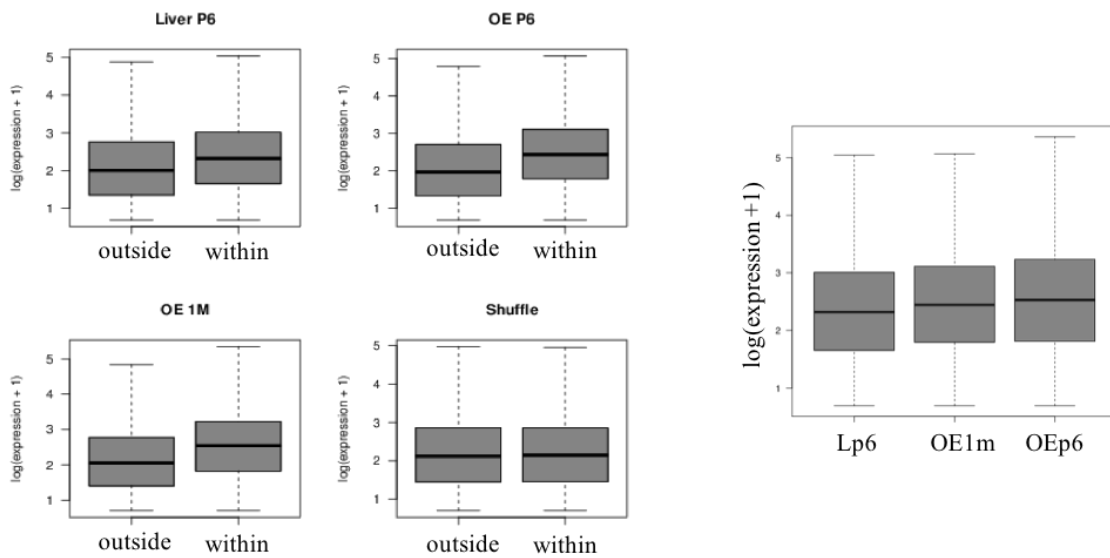 Liver P6
log(expression + 1)
5
4
3
2
1
outside within
OE P6
log(expression + 1)
5
4
3
2
1
outside within
OE 1M
log(expression + 1)
5
4
3
2
1
outside within
Shuffle
log(expression + 1)
5
4
3
2
1
outside within
log(expression +1)
5
4
3
2
1
Lp6 OE1m OEp6